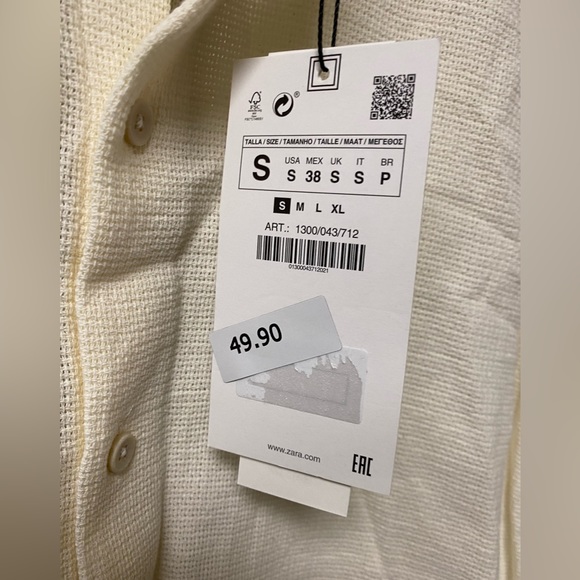 FSC
®
TALLA / SIZE / TAMANHO / TAILLE / MAAT / ΜΕΓΕΘΟΣ
S USA MEX UK IT BR
S 38 S S P
S M L XL
ART.: 1300/043/712
01300043712021
49.90
www.zara.com
EAC